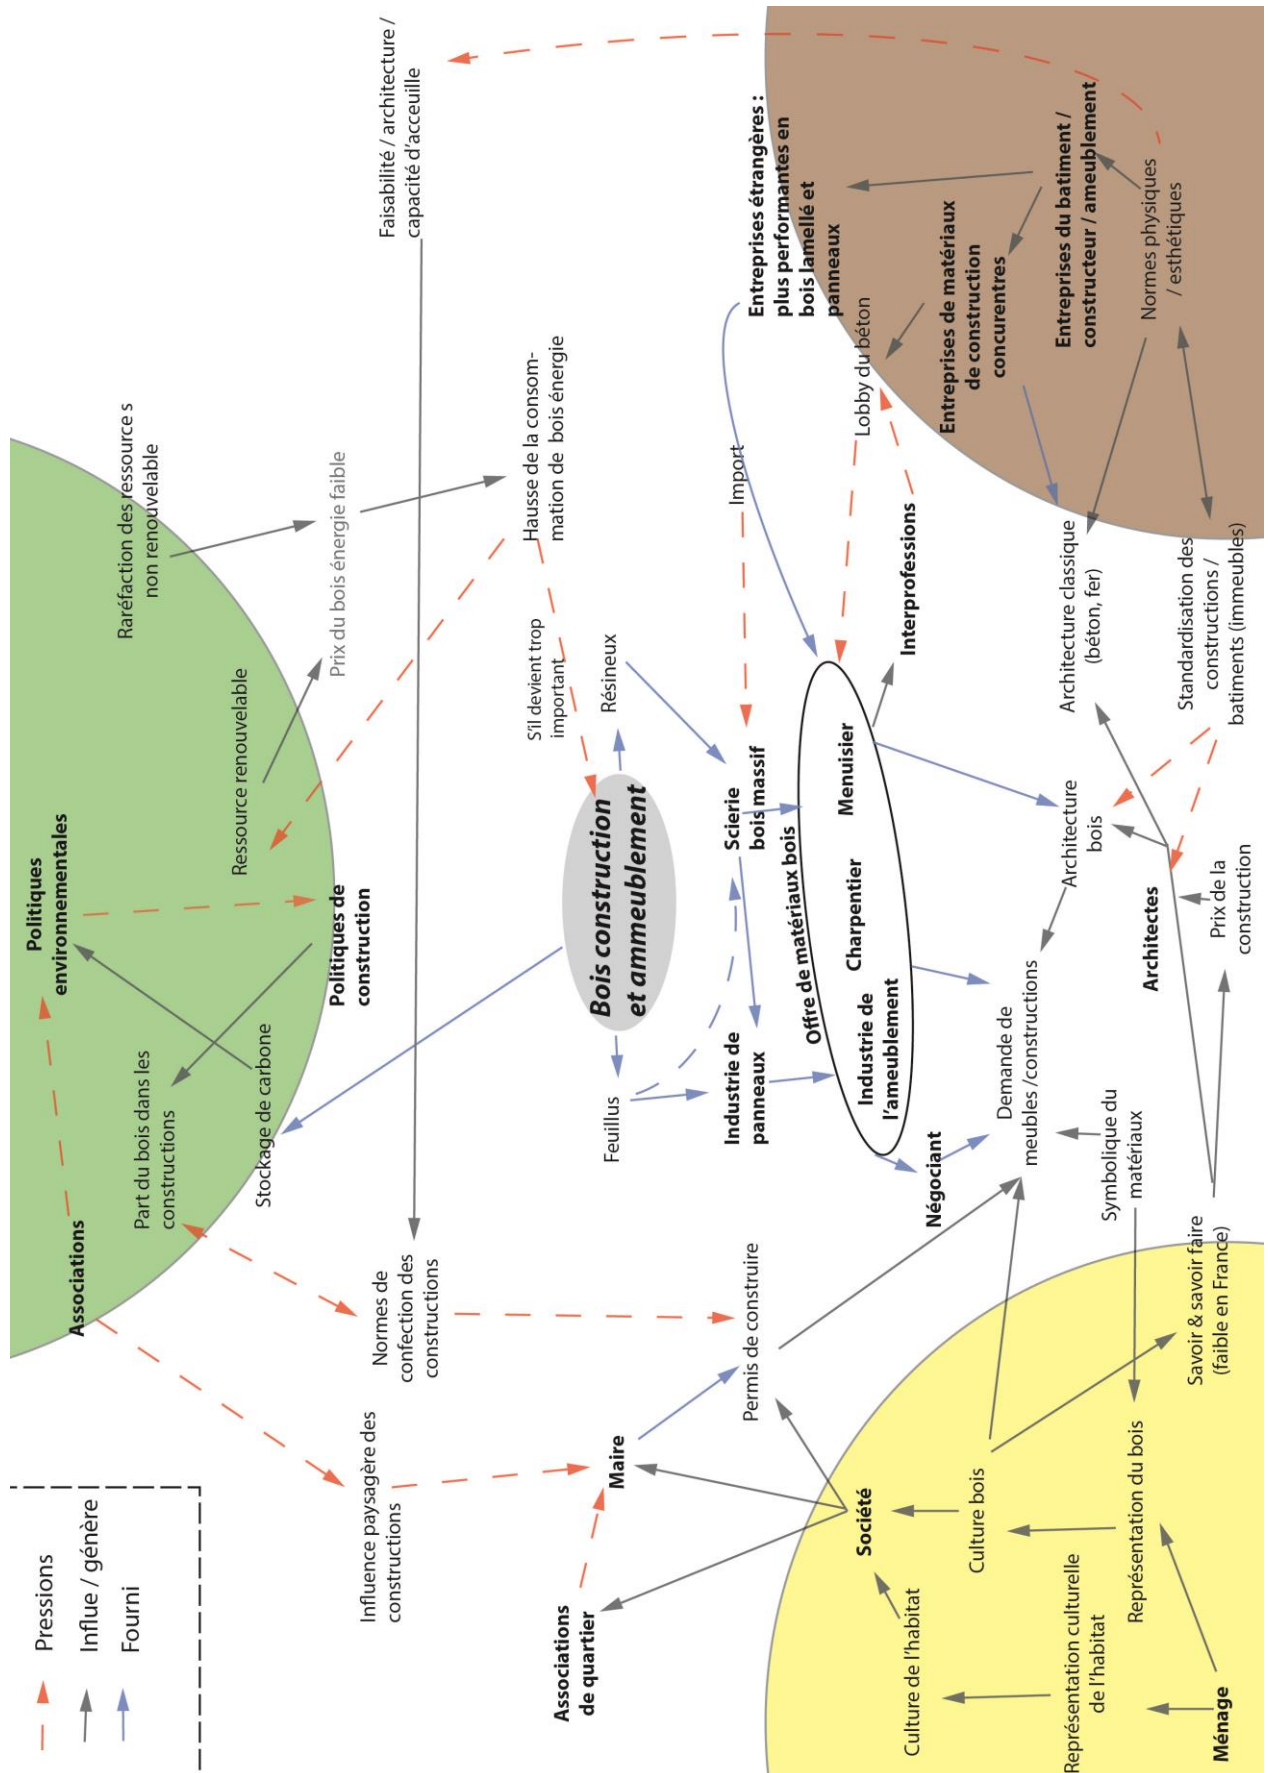 Pressions
Influe / génère
Fourni
Associations
Politiques
environnementales
Part du bois dans les
constructions
Stockage de carbone
Politiques de
construction
Ressource renouvelable
Raréfaction des ressource s
non renouvelable
Prix du bois énergie faible
Influence paysagère des
constructions
Normes de
confection des
constructions
Faisabilité / architecture /
capacité d'acceuille
Hausse de la consom-
mation de bois énergie
S'il devient trop
important
Associations
de quartier
Maire
Permis de construire
Feuillus
Bois construction
et ammeublement
Résineux
Industrie de
panneaux
Scierie
bois massif
Import
Entreprises étrangères :
plus performantes en
bois lamellé et
panneaux
Offre de matériaux bois
Industrie de
l'ameublement
Charpentier
Menuisier
Lobby du béton
Interprofessions
Négociant
Entreprises de matériaux
de construction
concurentres
Entreprises du batiment /
constructeur / ameublement
Normes physiques
/ esthétiques
Société
Culture de l'habitat
Culture bois
Demande de
meubles /constructions
Architecture
bois
Architecture classique
(béton, fer)
Représentation culturelle
de l'habitat
Représentation du bois
Symbolique du
matériaux
Architectes
Standardisation des
constructions /
batiments (immeubles)
Ménage
Savoir & savoir faire
(faible en France)
Prix de la
construction